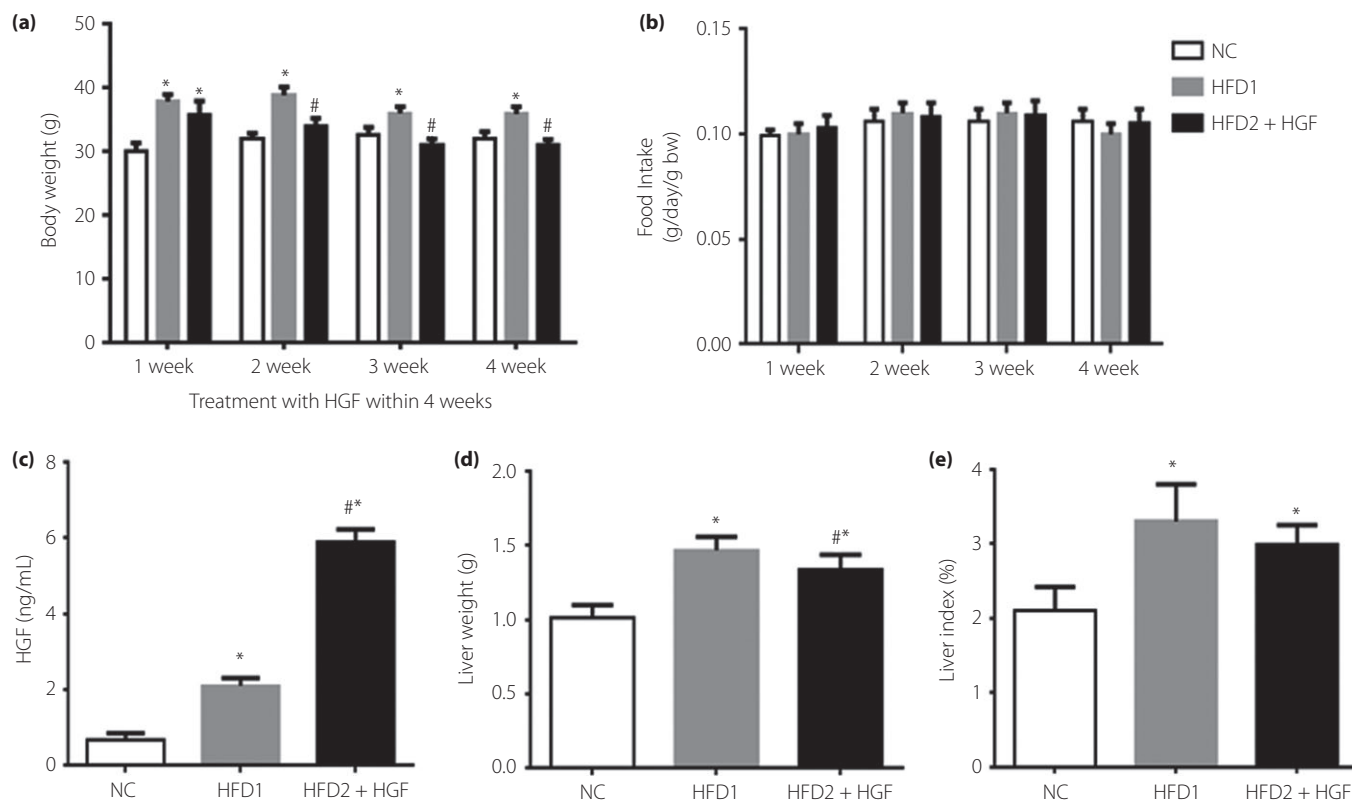 (a)
Body weight (g)
50
40
30
20
10
0
* *
*
#
*
#
*
#
1 week 2 week 3 week 4 week
Treatment with HGF within 4 weeks
(b)
Food Intake
(g/day/g bw)
0.15
0.10
0.05
0.00
1 week 2 week 3 week 4 week
NC
HFD1
HFD2 + HGF
(c)
HGF (ng/mL)
8
6
4
2
0
*
#*
NC HFD1 HFD2 + HGF
(d)
Liver weight (g)
2.0
1.5
1.0
0.5
0.0
*
#*
NC HFD1 HFD2 + HGF
(e)
Liver index (%)
4
3
2
1
0
*
*
NC HFD1 HFD2 + HGF